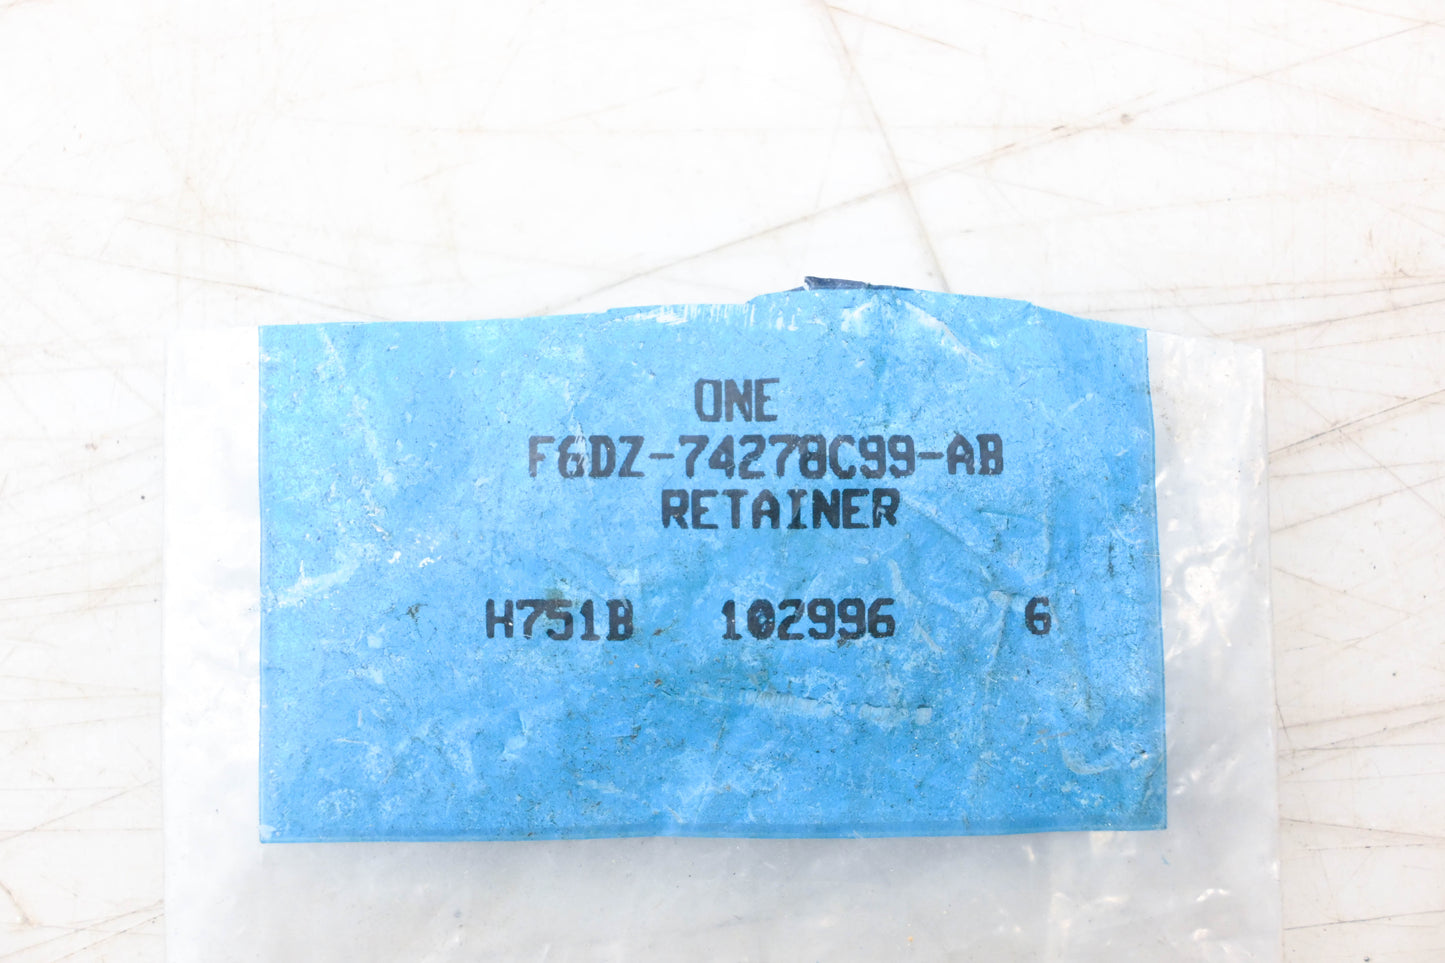 ONE
F6DZ-74278C99-AB
RETAINER
H751B 102996 6